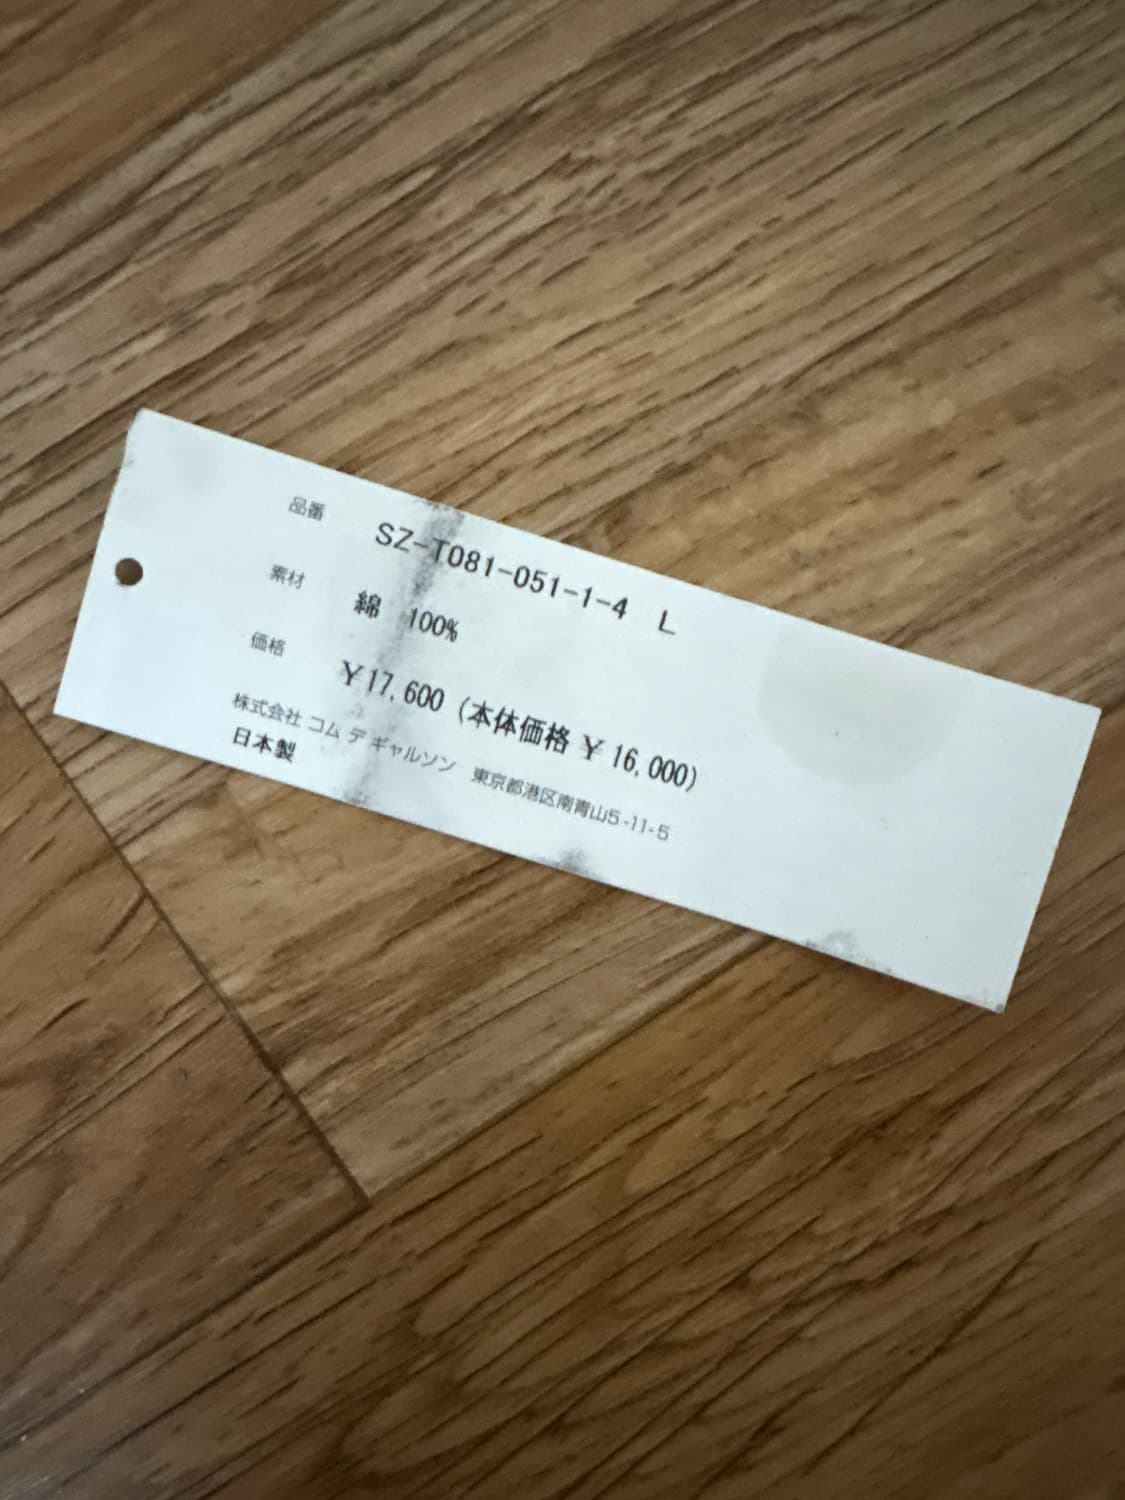 品番 SZ-T081-051-1-4 L
素材 綿 100%
価格 ¥17,600 (本体価格 ¥16,000)
株式会社 コム デ ギャルソン 東京都港区南青山5-11-5
日本製